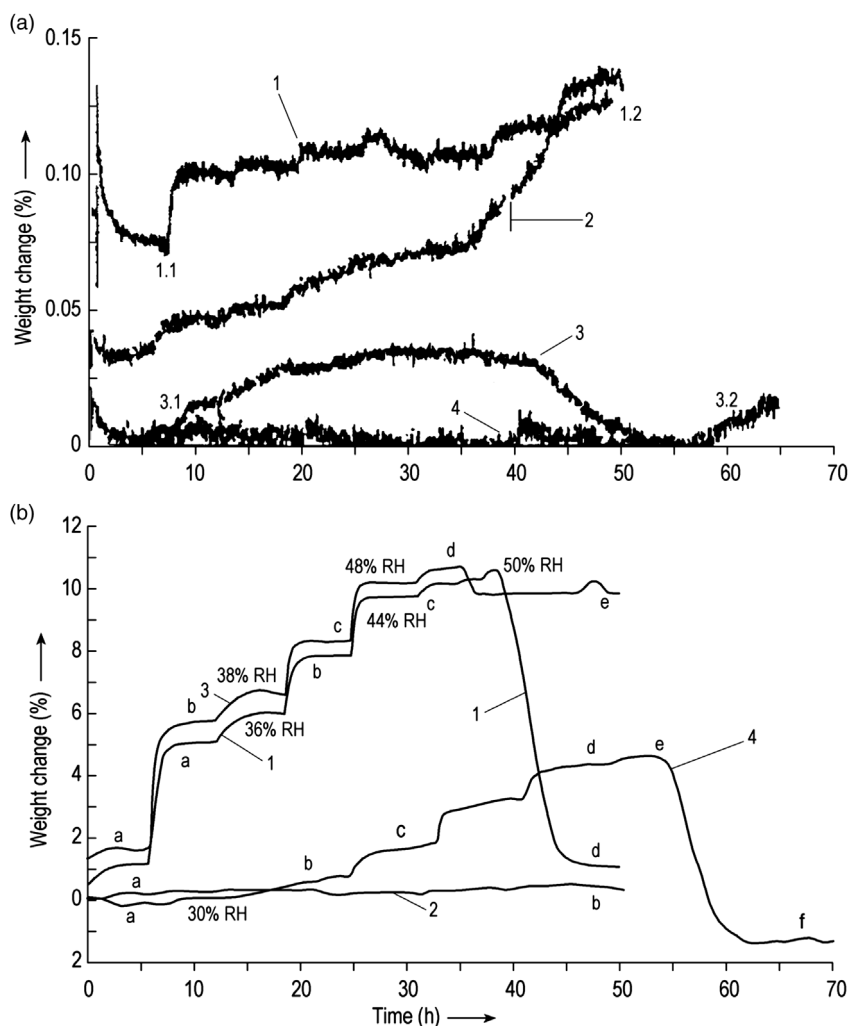 (a)
0.15
0.10
0.05
0
Weight change (%)
1
1.1
1.2
2
3
3.1
3.2
4
0 10 20 30 40 50 60 70
(b)
12
10
8
6
4
2
0
2
Weight change (%)
48% RH
d
50% RH
c
44% RH
c
e
b
38% RH
b
3
36% RH
1
a
1
a
d
e
4
c
b
d
a
a
30% RH
2
b
f
0 10 20 30 40 50 60 70
Time (h)